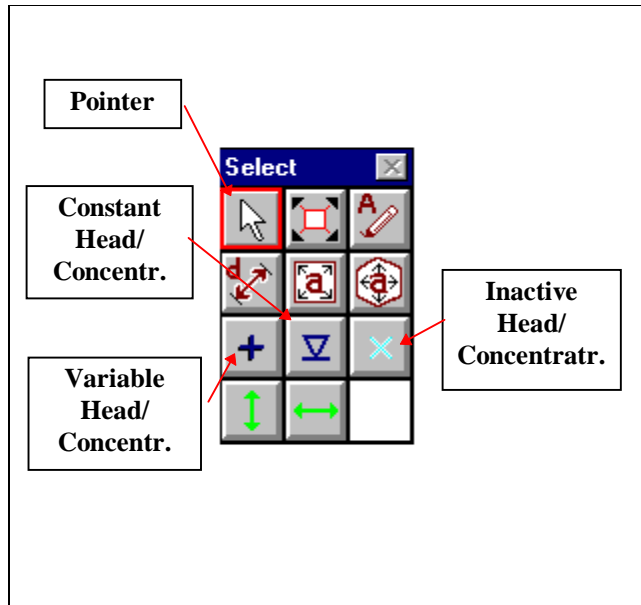 Pointer
Select
Constant
Head/
Concentr.
A
d
a
a
Inactive
Head/
Concentratr.
Variable
Head/
Concentr.